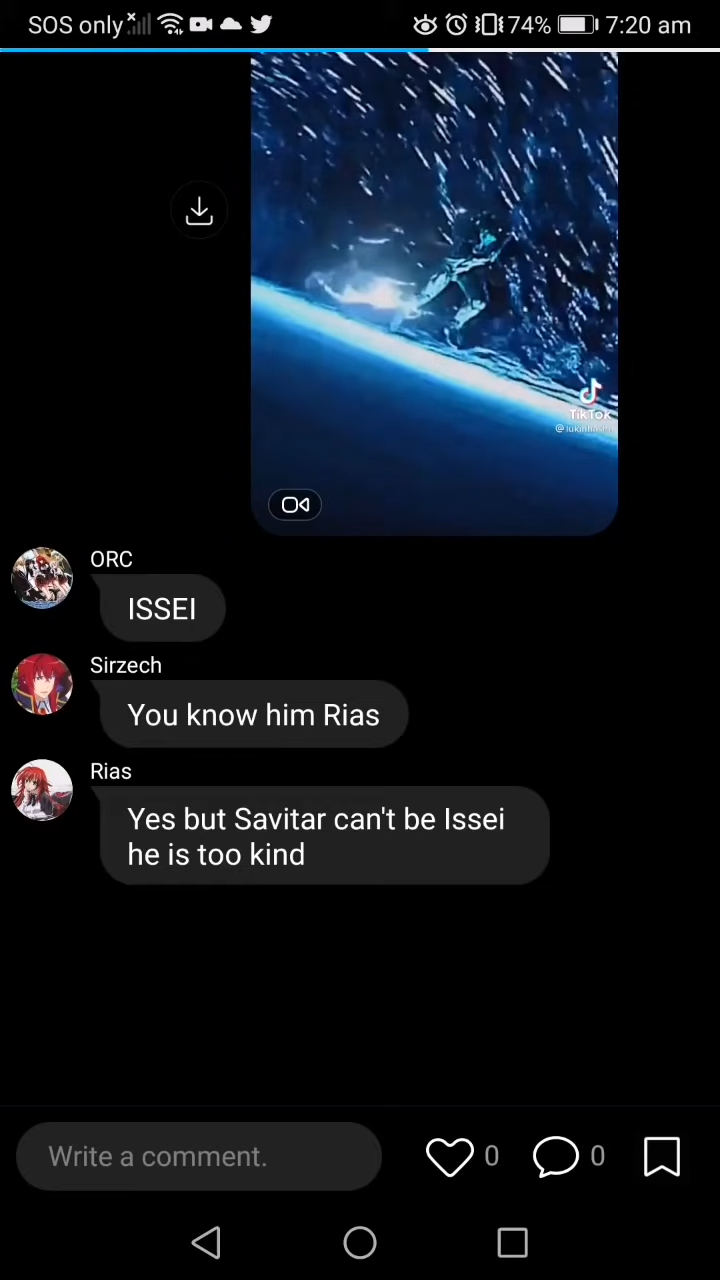 SOS only 74% 7:20 am
TikTok
ORC
ISSEI
Sirzech
You know him Rias
Rias
Yes but Savitar can't be Issei
he is too kind
Write a comment. 0 0